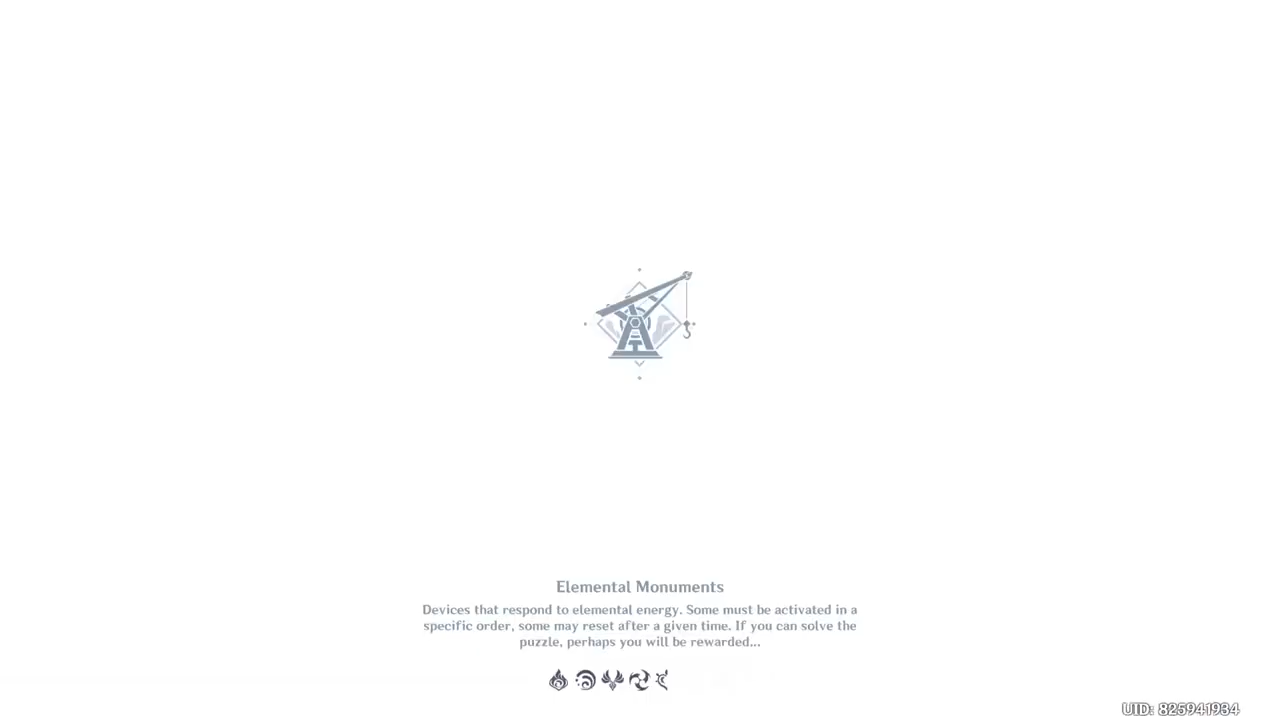 Elemental Monuments
Devices that respond to elemental energy. Some must be activated in a
specific order, some may reset after a given time. If you can solve the
puzzle, perhaps you will be rewarded...
UID: 825941934